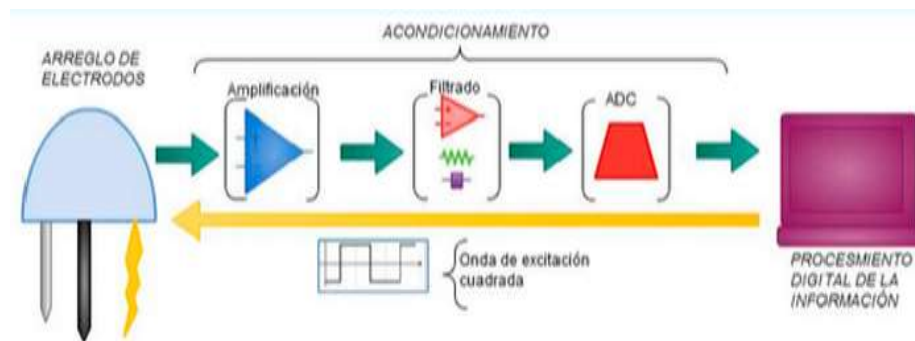 ACONDICIONAMIENTO
ARREGLO DE
ELECTRODOS
Amplificación
Filtrado
ADC
Onda de excitación
cuadrada
PROCESMIENTO
DIGITAL DE LA
INFORMACIÓN